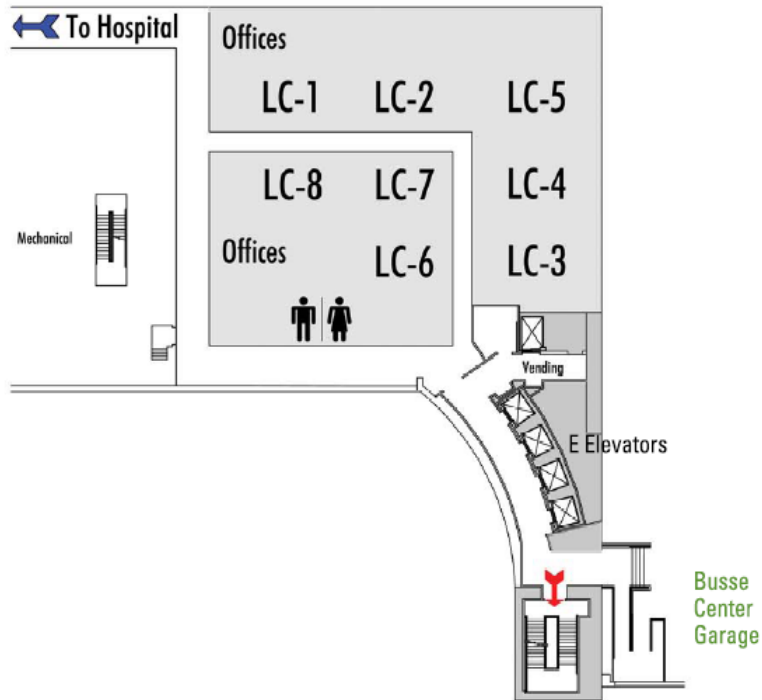 To Hospital
Offices
LC-1 LC-2 LC-5
LC-8 LC-7 LC-4
Mechanical
Offices
LC-6 LC-3
Vending
E Elevators
Busse
Center
Garage